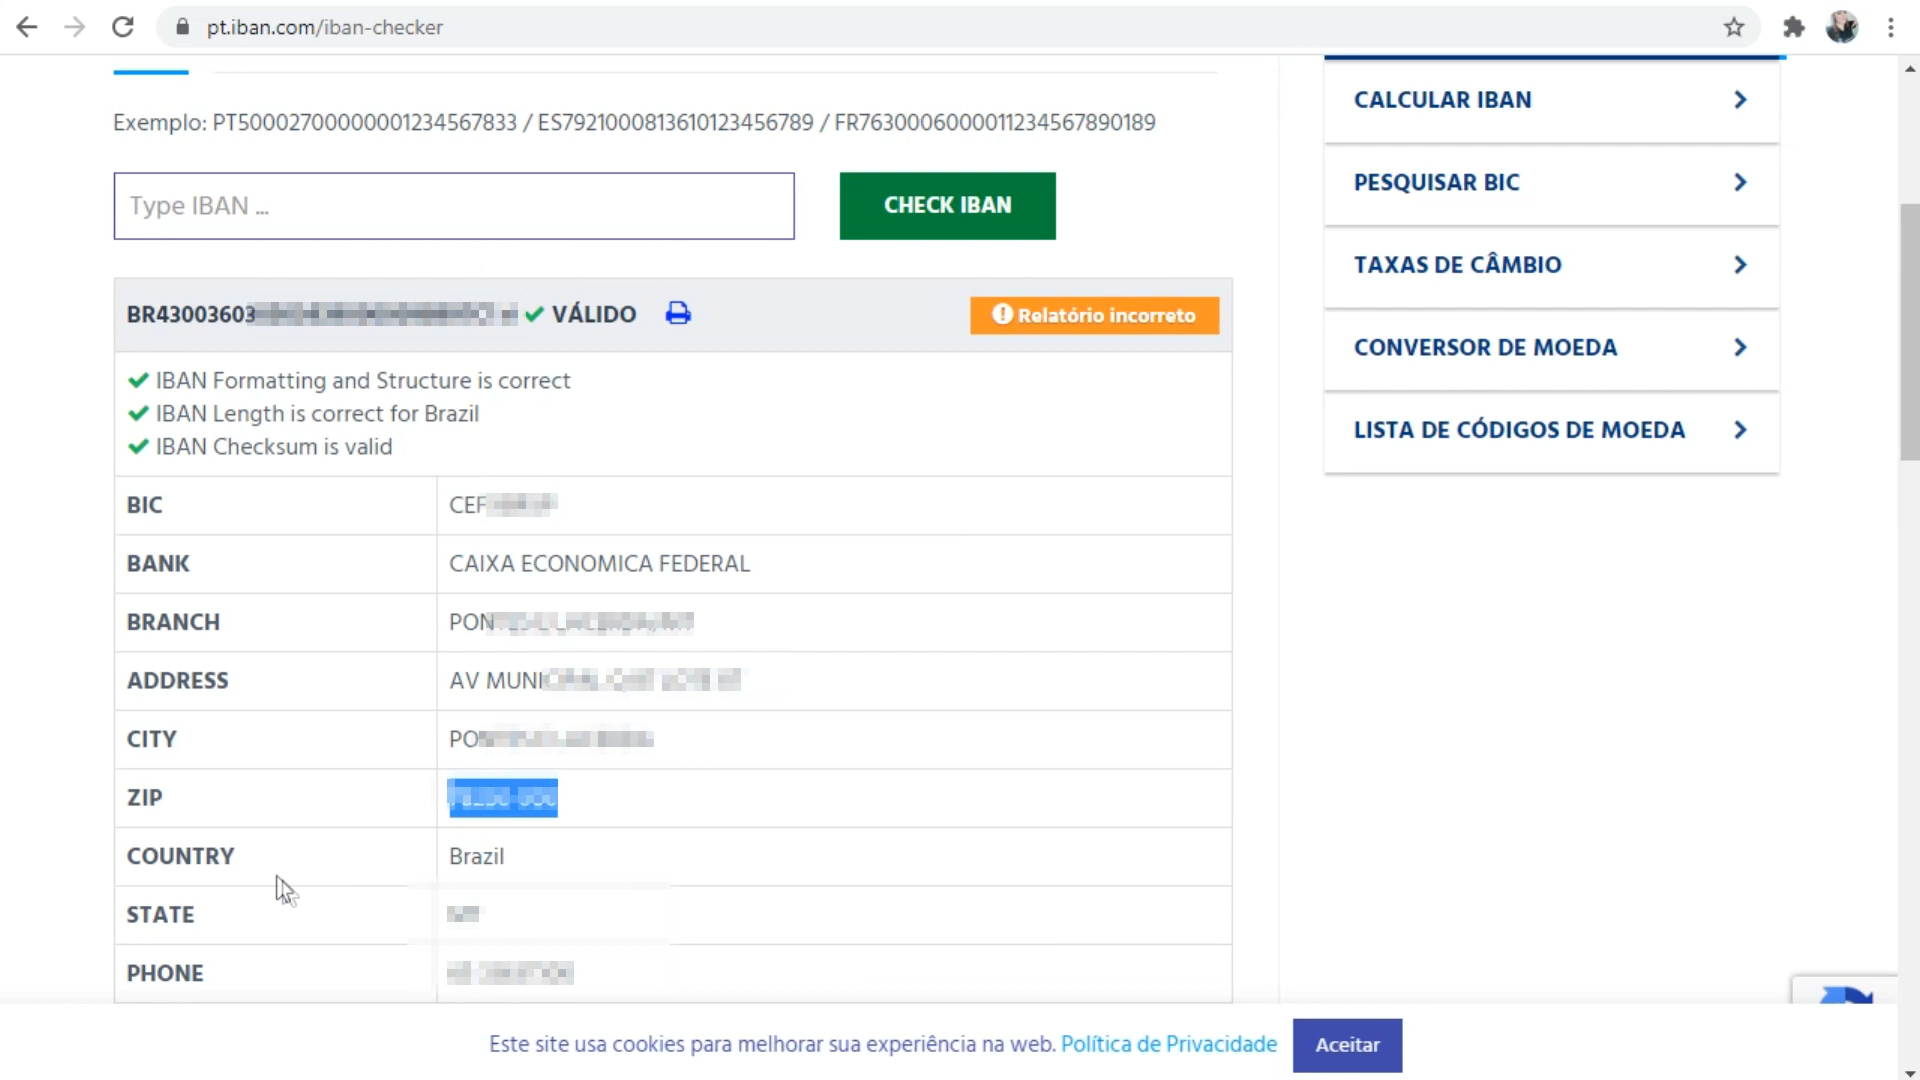 pt.iban.com/iban-checker
Exemplo: PT50002700000001234567833 / ES7921000813610123456789 / FR7630006000011234567890189
Type IBAN ...
CHECK IBAN
BR43003603 VÁLIDO
Relatório incorreto
IBAN Formatting and Structure is correct
IBAN Length is correct for Brazil
IBAN Checksum is valid
BIC CEF
BANK CAIXA ECONOMICA FEDERAL
BRANCH
ADDRESS AV
CITY
ZIP
COUNTRY Brazil
STATE
PHONE
CALCULAR IBAN
PESQUISAR BIC
TAXAS DE CÂMBIO
CONVERSOR DE MOEDA
LISTA DE CÓDIGOS DE MOEDA
Este site usa cookies para melhorar sua experiência na web. Política de Privacidade
Aceitar